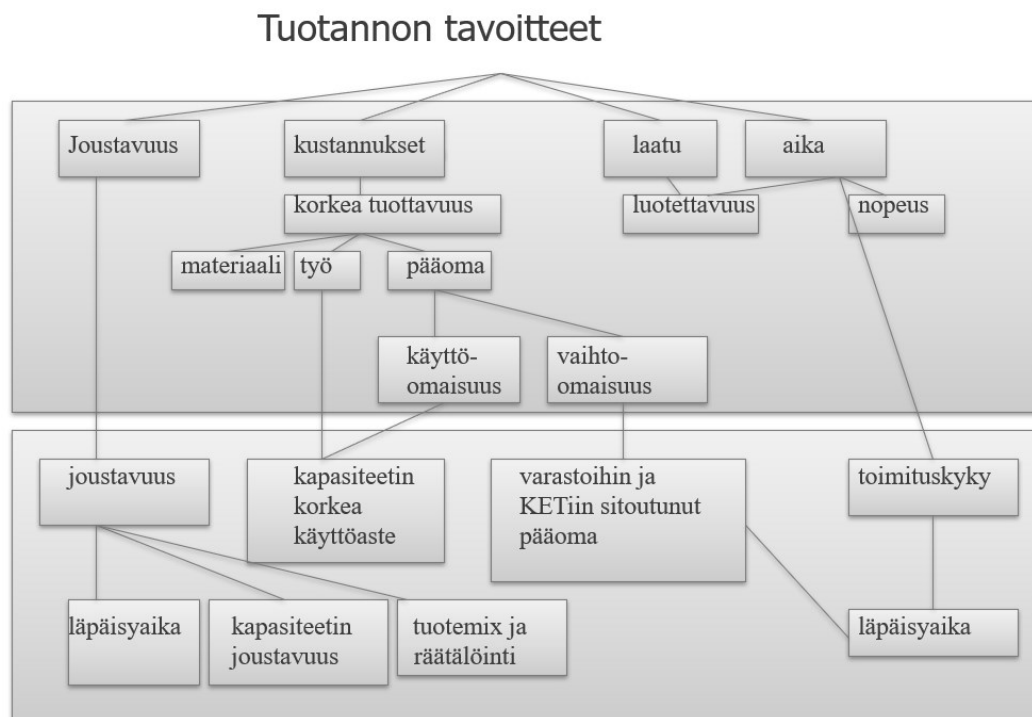 Tuotannon tavoitteet
Joustavuus
kustannukset
laatu
aika
korkea tuottavuus
luotettavuus
nopeus
materiaali
työ
pääoma
käyttö-
omaisuus
vaihto-
omaisuus
joustavuus
kapasiteetin
korkea
käyttöaste
varastoihin ja
KETiin sitoutunut
pääoma
toimituskyky
läpäisyaika
kapasiteetin
joustavuus
tuotemix ja
räätälöinti
läpäisyaika